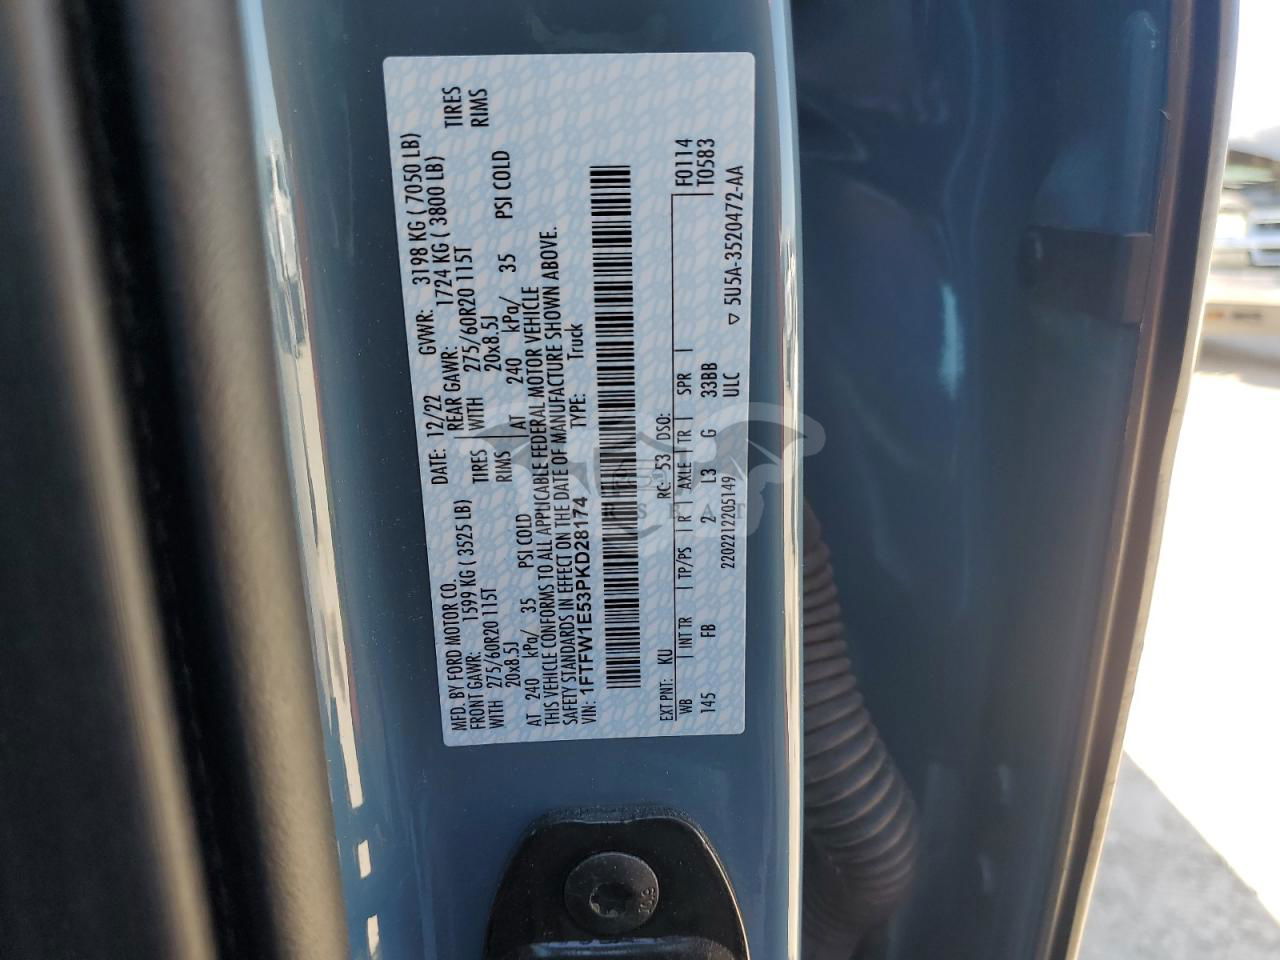 MFD. BY FORD MOTOR CO. DATE: 12/22 GVWR: 3198 KG ( 7050 LB)
FRONT GAWR: 1599 KG ( 3525 LB) REAR GAWR: 1724 KG ( 3800 LB)
WITH 275/60R20 115T TIRES WITH 275/60R20 115T TIRES
20x8.5J RIMS 20x8.5J RIMS
AT 240 kPa/ 35 PSI COLD AT 240 kPa/ 35 PSI COLD
THIS VEHICLE CONFORMS TO ALL APPLICABLE FEDERAL MOTOR VEHICLE
SAFETY STANDARDS IN EFFECT ON THE DATE OF MANUFACTURE SHOWN ABOVE.
VIN: 1FTFW1E53PKD28174 TYPE: Truck
EXT PNT: KU RC: 53 DSO: F0114
WB INT TR TP/PS R AXLE TR SPR T0583
145 FB 2 L3 G 33BB
2202212205149 ULC ▽ 5U5A-3520472-AA
10.9